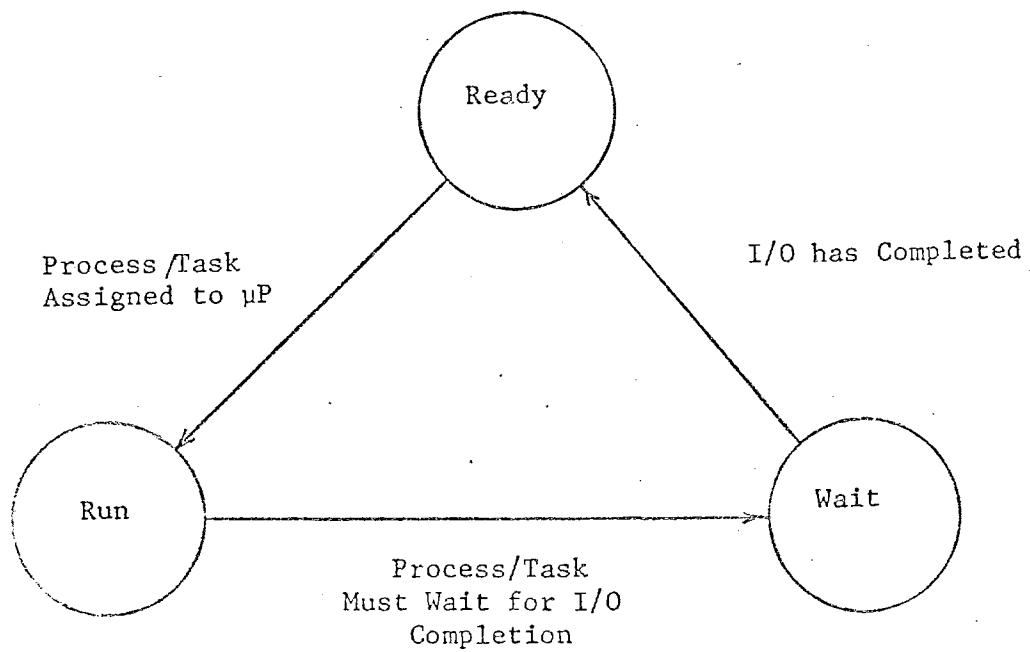 Ready
Process/Task
Assigned to µP
I/O has Completed
Run
Wait
Process/Task
Must Wait for I/O
Completion